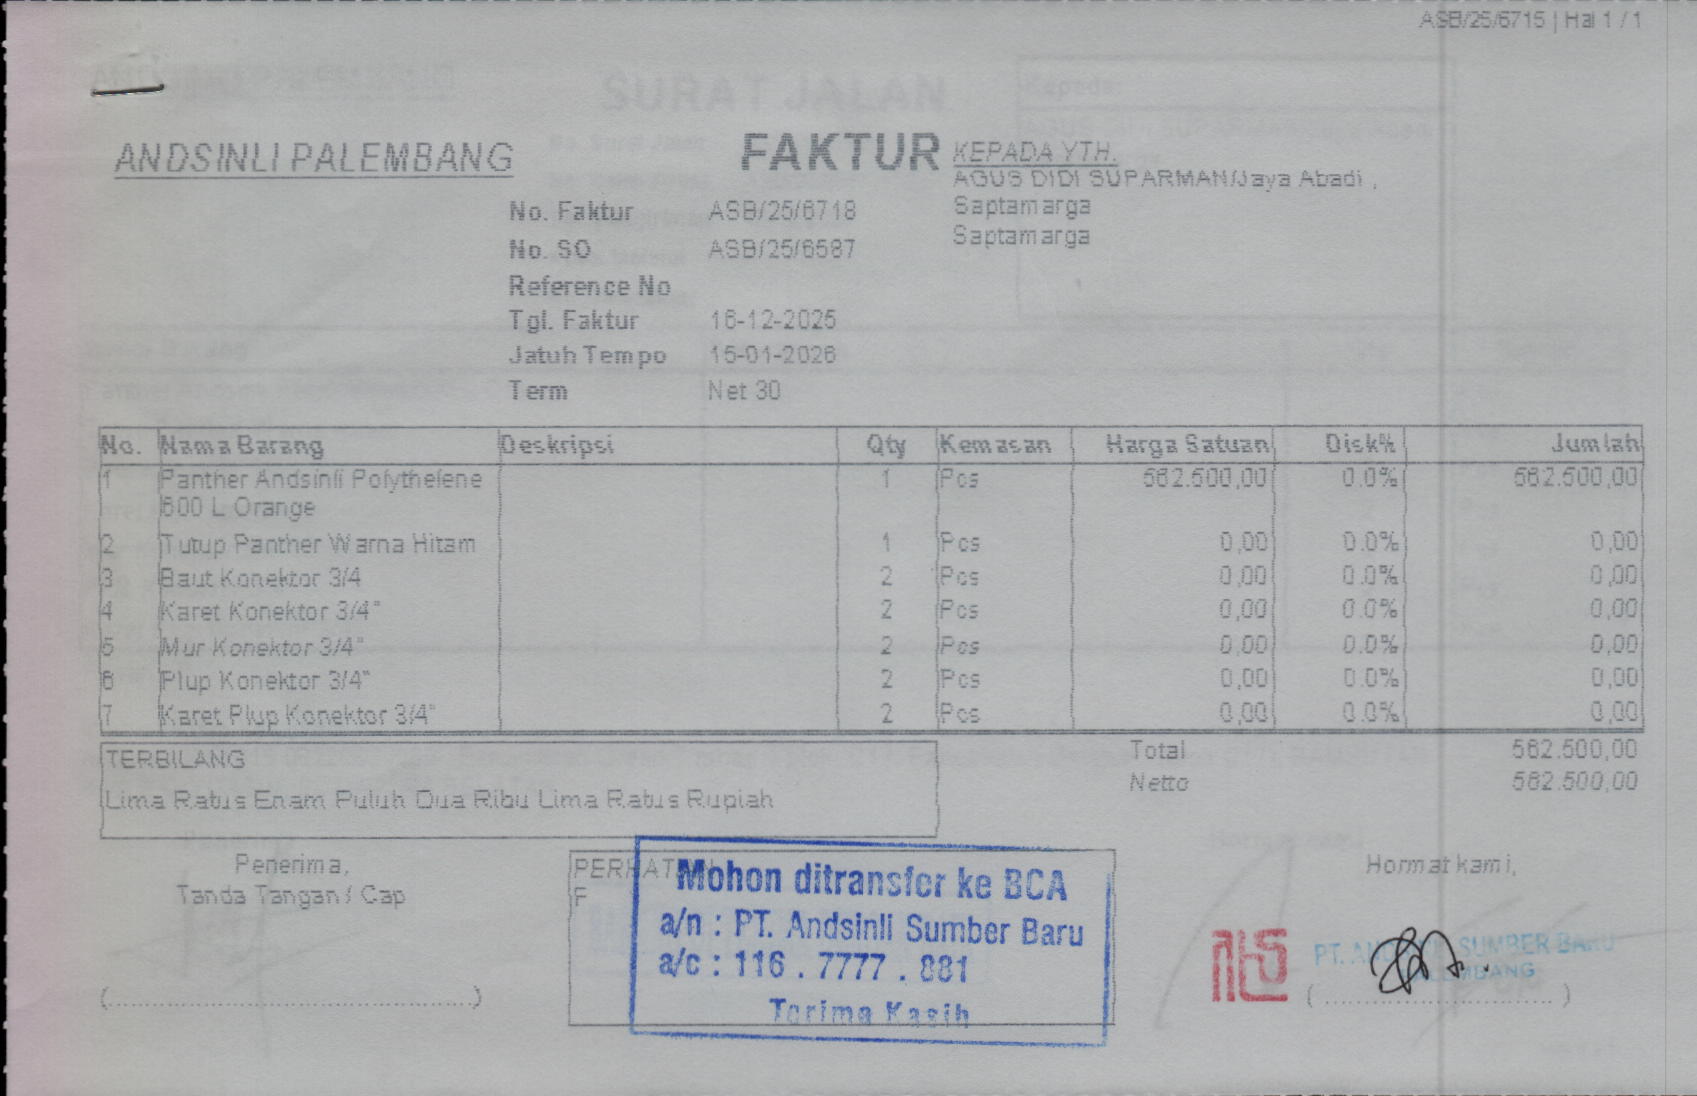 ASB/25/6715 | Hal 1 / 1
SURAT JALAN
Kepada:
ANDSINLI PALEMBANG
FAKTUR
KEPADA YTH.
AGUS DIDI SUPARMAN/Jaya Abadi ,
Saptamarga
Saptamarga
No. Faktur ASB/25/6718
No. SO ASB/25/6587
Reference No
Tgl. Faktur 16-12-2025
Jatuh Tempo 15-01-2026
Term Net 30
No. Nama Barang Deskripsi Qty Kemasan Harga Satuan Disk% Jumlah
1 Panther Andsinli Polythelene 1 Pcs 562.500,00 0.0% 562.500,00
600 L Orange
2 Tutup Panther Warna Hitam 1 Pcs 0,00 0.0% 0,00
3 Baut Konektor 3/4 2 Pcs 0,00 0.0% 0,00
4 Karet Konektor 3/4" 2 Pcs 0,00 0.0% 0,00
5 Mur Konektor 3/4" 2 Pcs 0,00 0.0% 0,00
6 Plup Konektor 3/4" 2 Pcs 0,00 0.0% 0,00
7 Karet Plup Konektor 3/4" 2 Pcs 0,00 0.0% 0,00
TERBILANG
Lima Ratus Enam Puluh Dua Ribu Lima Ratus Rupiah
Total 562.500,00
Netto 562.500,00
Penerima,
Tanda Tangan / Cap
(........................................)
Mohon ditransfer ke BCA
a/n : PT. Andsinli Sumber Baru
a/c : 116 . 7777 . 881
Terima Kasih
Hormat kami,
PT. ANDSINLI SUMBER BARU
PALEMBANG
( ............................. )